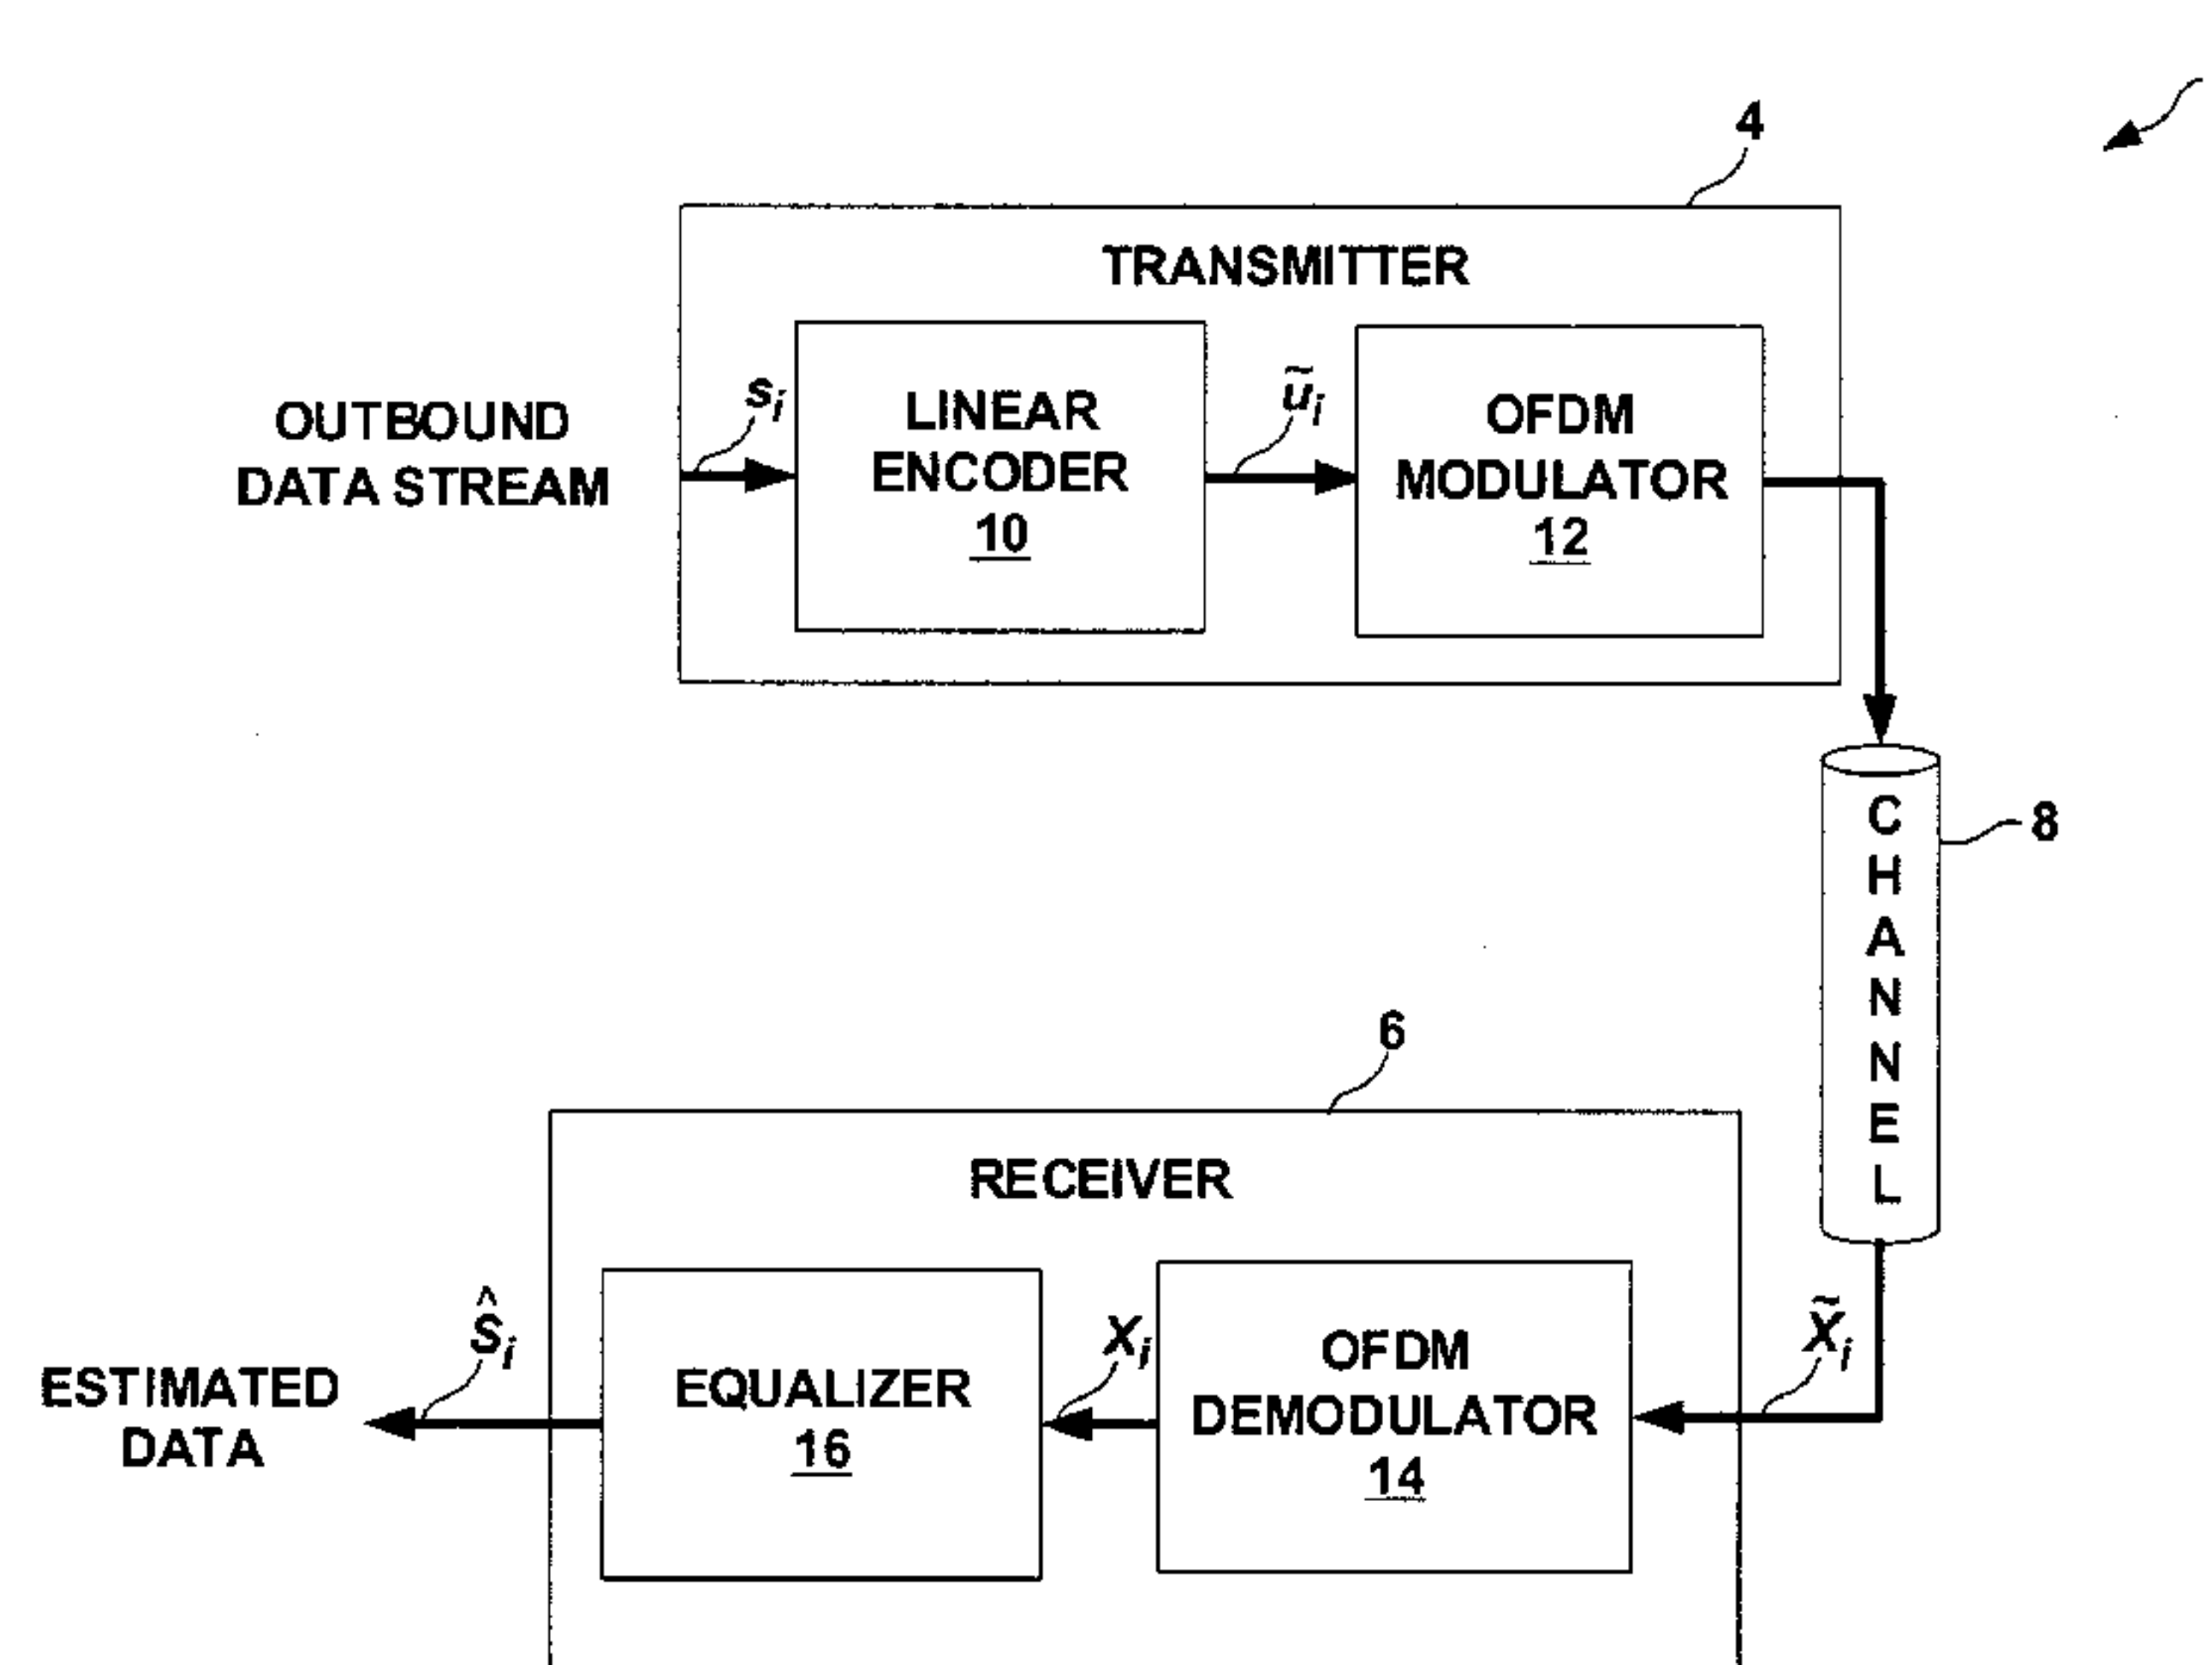 4
TRANSMITTER
OUTBOUND
DATA STREAM
s_i
LINEAR
ENCODER
10
ũ_i
OFDM
MODULATOR
12
C
H
A
N
N
E
L
8
6
RECEIVER
ESTIMATED
DATA
ŝ_i
EQUALIZER
16
x_i
OFDM
DEMODULATOR
14
x̃_i